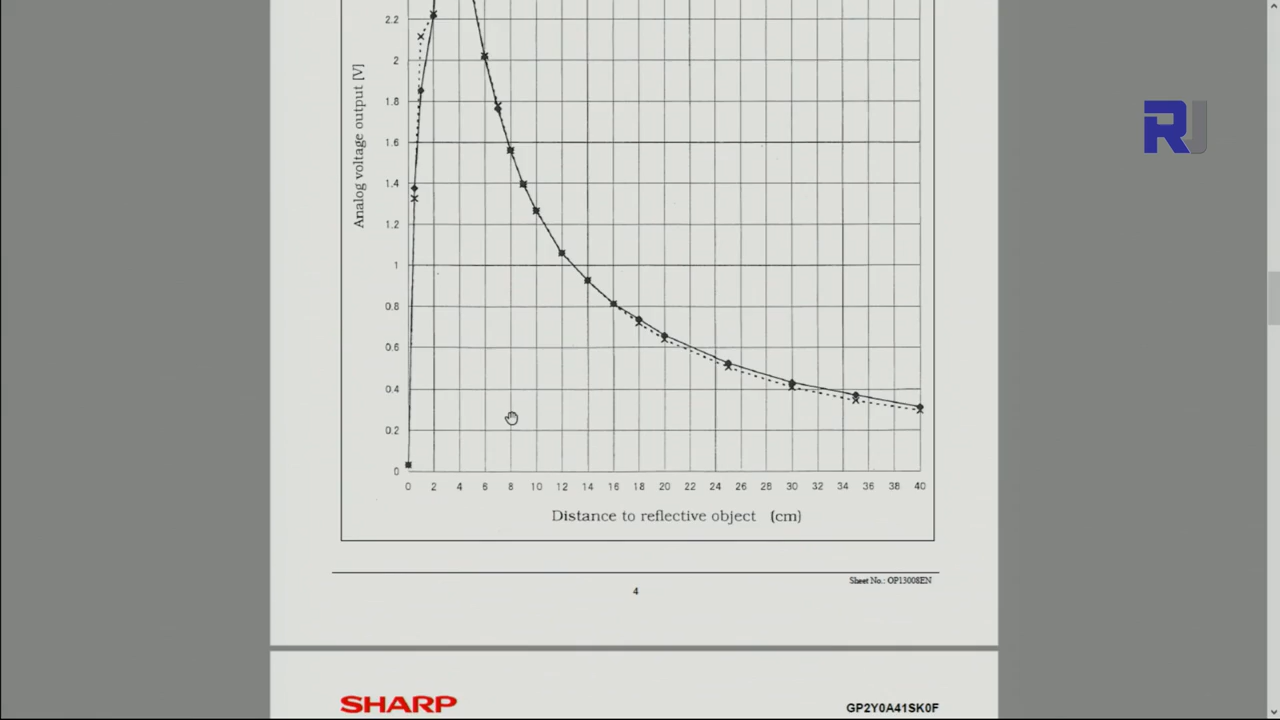 2.2
2
1.8
1.6
1.4
1.2
1
0.8
0.6
0.4
0.2
0
Analog voltage output [V]
0 2 4 6 8 10 12 14 16 18 20 22 24 26 28 30 32 34 36 38 40
Distance to reflective object (cm)
Sheet No.: OP13008EN
4
SHARP
GP2Y0A41SK0F
RJ